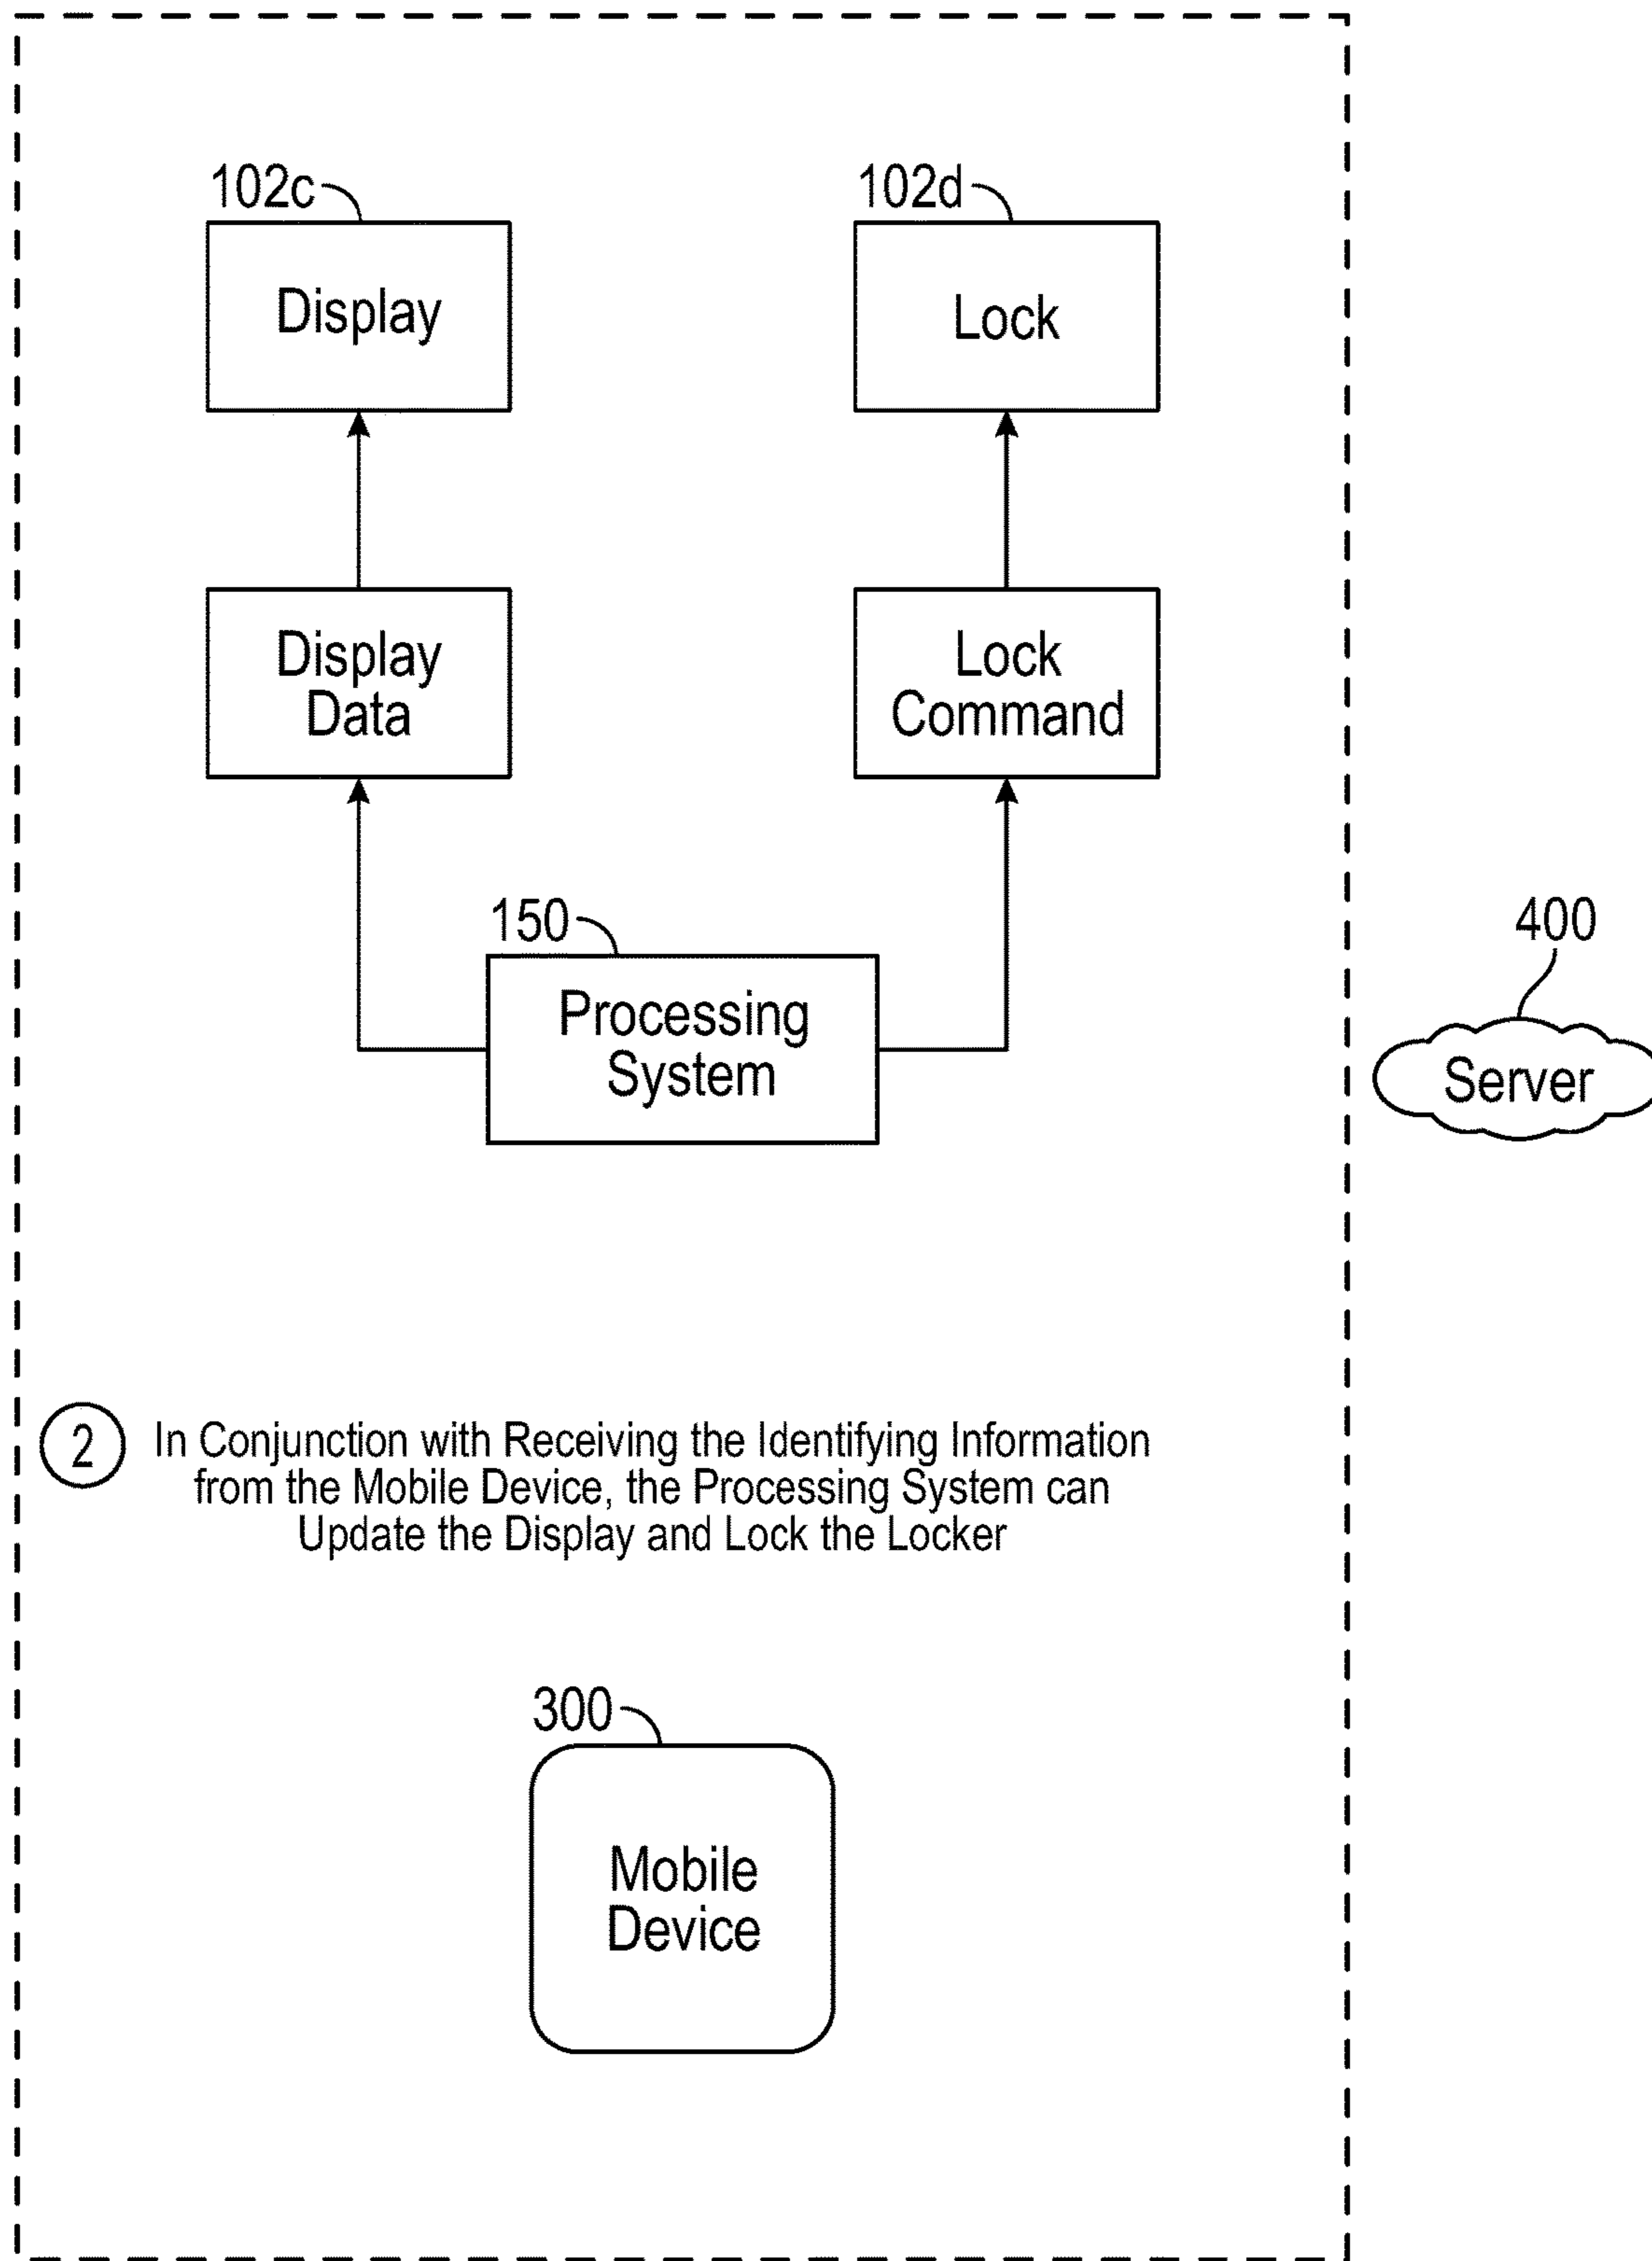 102c
102d
Display
Lock
Display
Data
Lock
Command
150
400
Processing
System
Server
2
In Conjunction with Receiving the Identifying Information
from the Mobile Device, the Processing System can
Update the Display and Lock the Locker
300
Mobile
Device